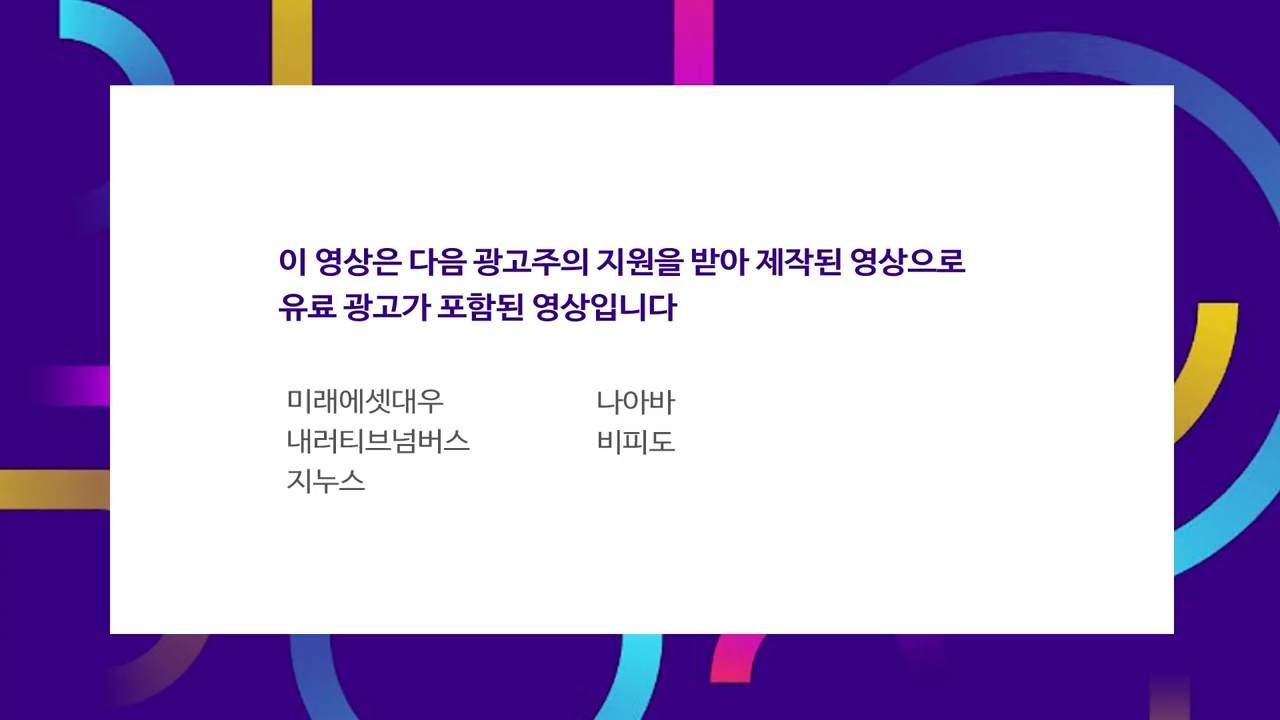 이 영상은 다음 광고주의 지원을 받아 제작된 영상으로
유료 광고가 포함된 영상입니다
미래에셋대우
내러티브넘버스
지누스
나아바
비피도